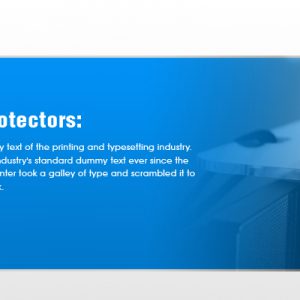 otectors:
y text of the printing and typesetting industry.
ndustry's standard dummy text ever since the
nter took a galley of type and scrambled it to
k.